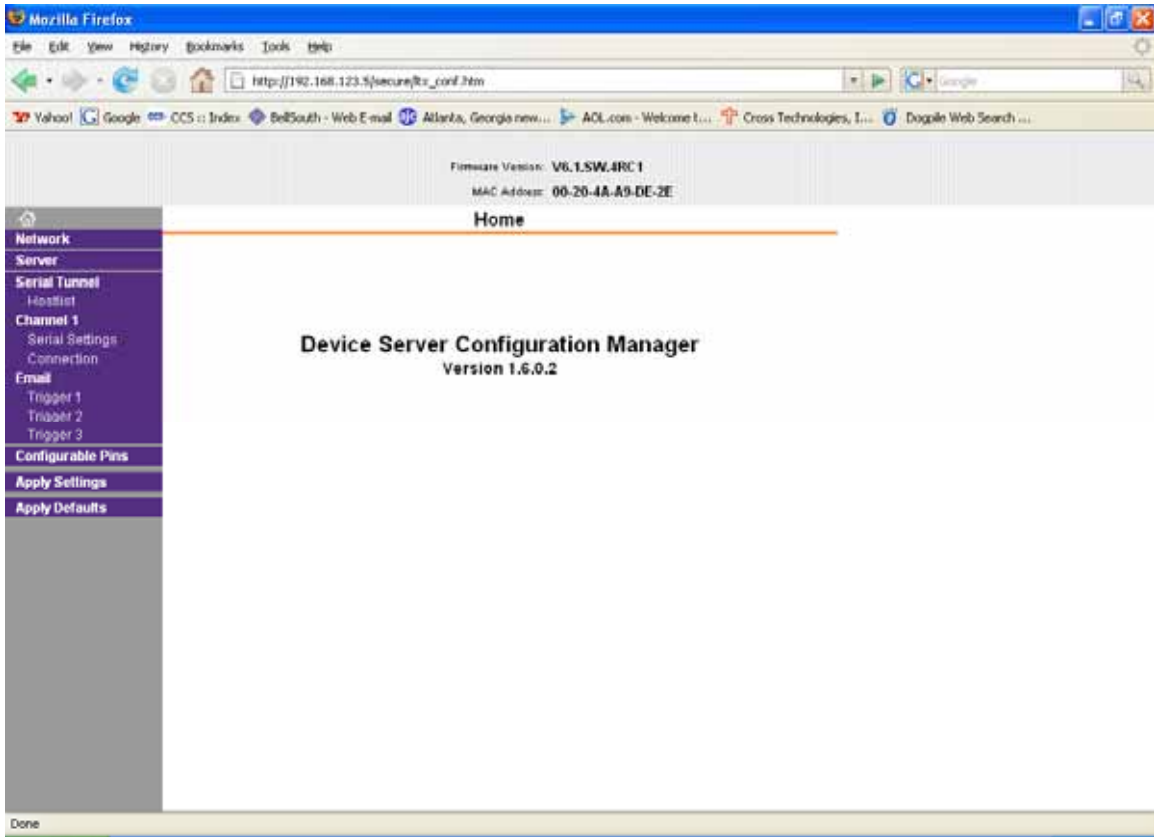 Mozilla Firefox
File Edit View History Bookmarks Tools Help
http://192.168.123.5/secure/ltx_conf.htm
Google
Yahoo! Google CCS :: Index BellSouth - Web E-mail Atlanta, Georgia new... AOL.com - Welcome t... Cross Technologies, I... Dogpile Web Search ...
Firmware Version: V6.1.SW.4RC1
MAC Address: 00-20-4A-A9-DE-2E
Home
Network
Server
Serial Tunnel
Hostlist
Channel 1
Serial Settings
Connection
Email
Trigger 1
Trigger 2
Trigger 3
Configurable Pins
Apply Settings
Apply Defaults
Device Server Configuration Manager
Version 1.6.0.2
Done